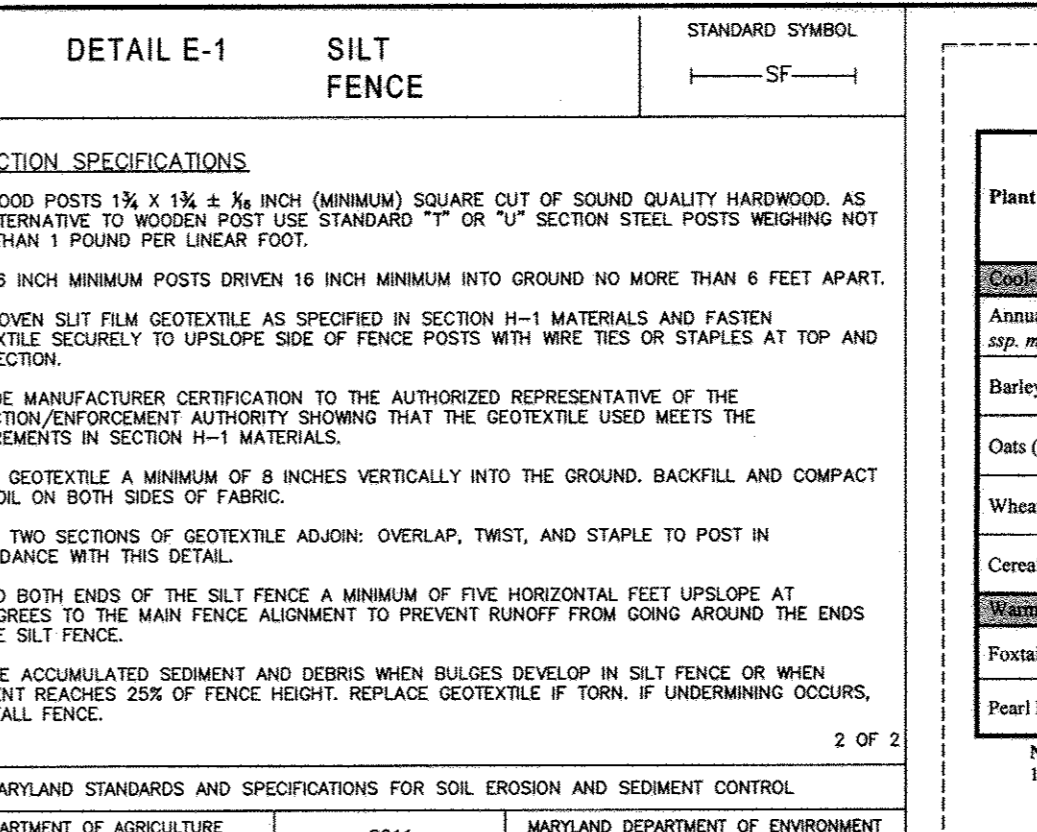 DETAIL E-1 SILT
FENCE
STANDARD SYMBOL
SF
CTION SPECIFICATIONS
OOD POSTS 1¾ X 1¾ ± 1/16 INCH (MINIMUM) SQUARE CUT OF SOUND QUALITY HARDWOOD. AS
TERNATIVE TO WOODEN POST USE STANDARD "T" OR "U" SECTION STEEL POSTS WEIGHING NOT
THAN 1 POUND PER LINEAR FOOT.
6 INCH MINIMUM POSTS DRIVEN 16 INCH MINIMUM INTO GROUND NO MORE THAN 6 FEET APART.
OVEN SLIT FILM GEOTEXTILE AS SPECIFIED IN SECTION H-1 MATERIALS AND FASTEN
XTILE SECURELY TO UPSLOPE SIDE OF FENCE POSTS WITH WIRE TIES OR STAPLES AT TOP AND
ECTION.
DE MANUFACTURER CERTIFICATION TO THE AUTHORIZED REPRESENTATIVE OF THE
CTION/ENFORCEMENT AUTHORITY SHOWING THAT THE GEOTEXTILE USED MEETS THE
REMENTS IN SECTION H-1 MATERIALS.
GEOTEXTILE A MINIMUM OF 8 INCHES VERTICALLY INTO THE GROUND. BACKFILL AND COMPACT
OIL ON BOTH SIDES OF FABRIC.
TWO SECTIONS OF GEOTEXTILE ADJOIN: OVERLAP, TWIST, AND STAPLE TO POST IN
DANCE WITH THIS DETAIL.
D BOTH ENDS OF THE SILT FENCE A MINIMUM OF FIVE HORIZONTAL FEET UPSLOPE AT
GREES TO THE MAIN FENCE ALIGNMENT TO PREVENT RUNOFF FROM GOING AROUND THE ENDS
E SILT FENCE.
E ACCUMULATED SEDIMENT AND DEBRIS WHEN BULGES DEVELOP IN SILT FENCE OR WHEN
ENT REACHES 25% OF FENCE HEIGHT. REPLACE GEOTEXTILE IF TORN. IF UNDERMINING OCCURS,
TALL FENCE.
2 OF 2
ARYLAND STANDARDS AND SPECIFICATIONS FOR SOIL EROSION AND SEDIMENT CONTROL
ARTMENT OF AGRICULTURE
MARYLAND DEPARTMENT OF ENVIRONMENT
Plant
Cool-
Annua
ssp. m
Barley
Oats (
Whea
Cerea
Warm
Foxtai
Pearl
N
1